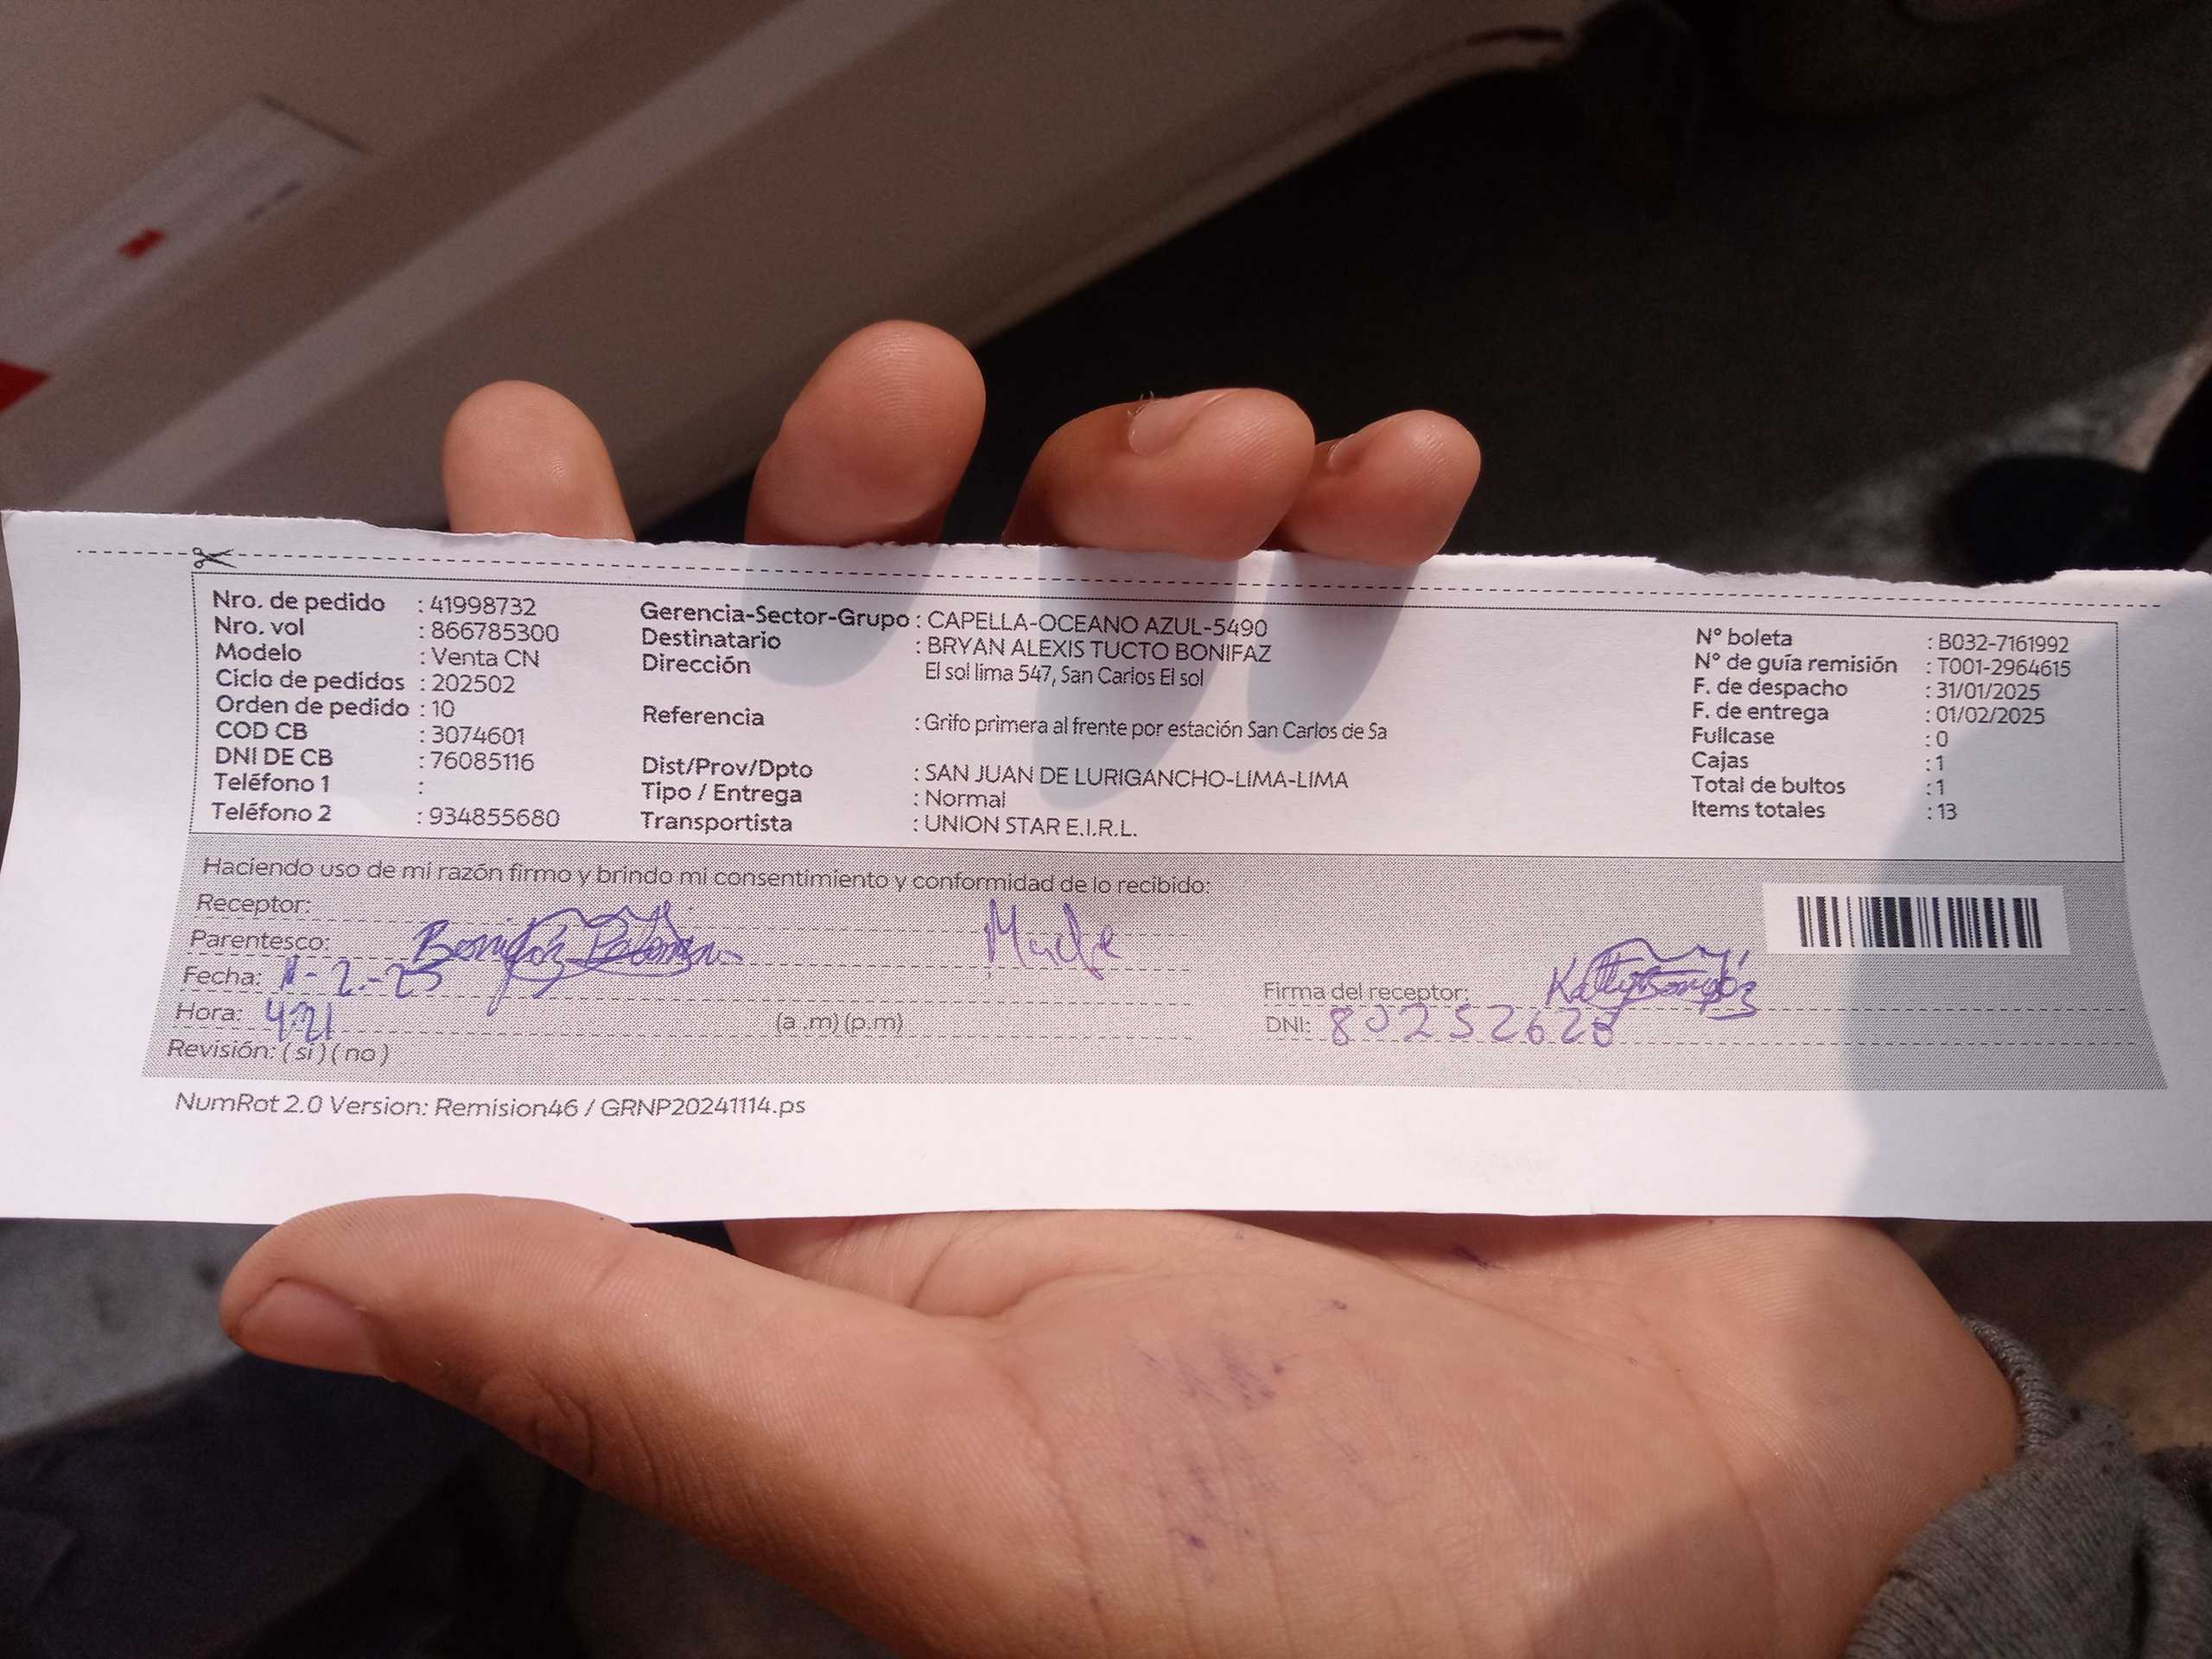 Nro. de pedido : 41998732
Nro. vol : 866785300
Modelo : Venta CN
Ciclo de pedidos : 202502
Orden de pedido : 10
COD CB : 3074601
DNI DE CB : 76085116
Teléfono 1 :
Teléfono 2 : 934855680
Gerencia-Sector-Grupo : CAPELLA-OCEANO AZUL-5490
Destinatario : BRYAN ALEXIS TUCTO BONIFAZ
Dirección El sol lima 547, San Carlos El sol
Referencia : Grifo primera al frente por estación San Carlos de Sa
Dist/Prov/Dpto : SAN JUAN DE LURIGANCHO-LIMA-LIMA
Tipo / Entrega : Normal
Transportista : UNION STAR E.I.R.L.
N° boleta : B032-7161992
N° de guía remisión : T001-2964615
F. de despacho : 31/01/2025
F. de entrega : 01/02/2025
Fullcase : 0
Cajas : 1
Total de bultos : 1
Items totales : 13
Haciendo uso de mi razón firmo y brindo mi consentimiento y conformidad de lo recibido:
Receptor:
Parentesco:
Fecha: 1-2-25
Hora: 421 (a .m) (p.m)
Revisión: ( si ) ( no )
Firma del receptor:
DNI: 80252628
NumRot 2.0 Version: Remision46 / GRNP20241114.ps